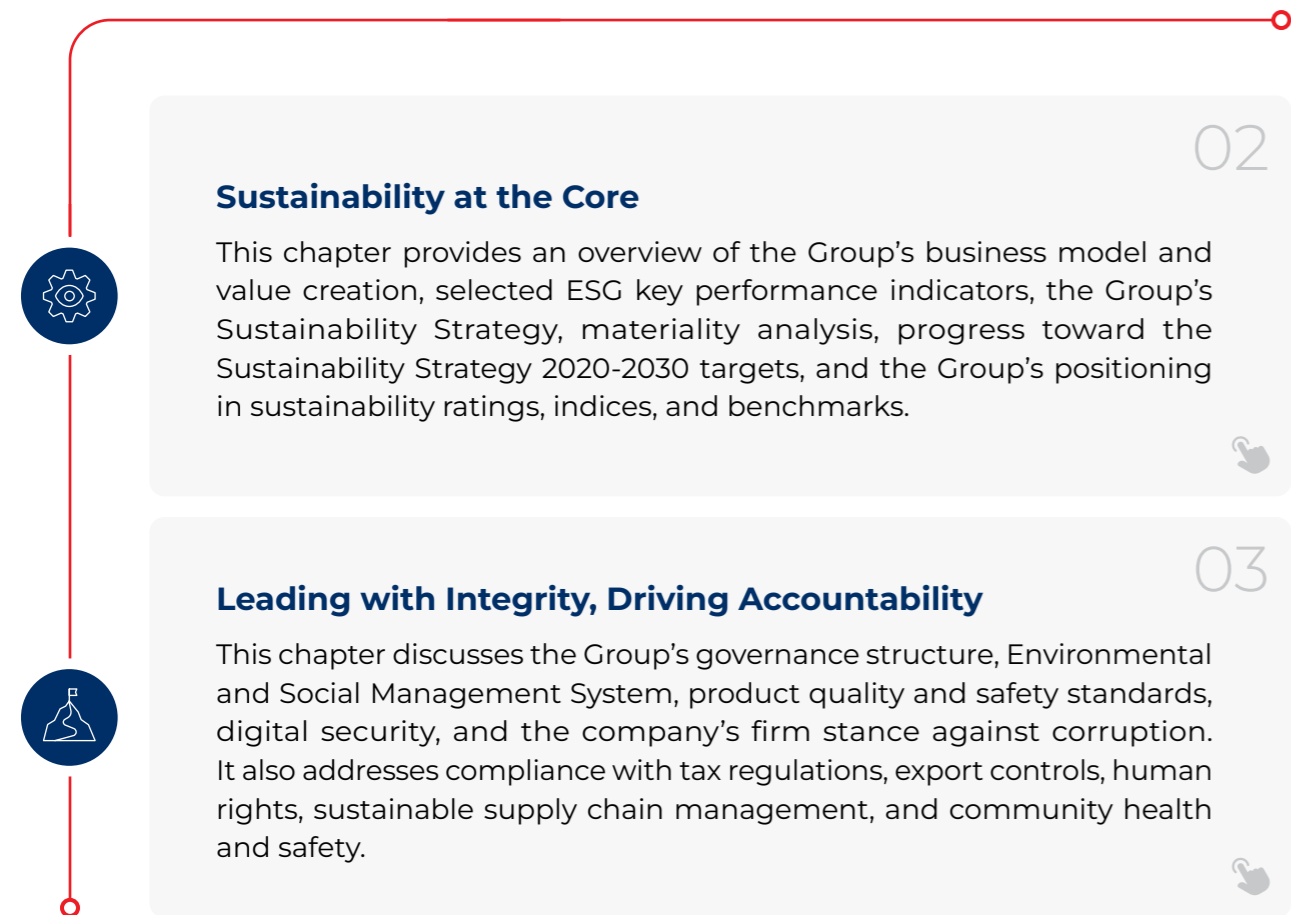 02
Sustainability at the Core
This chapter provides an overview of the Group’s business model and
value creation, selected ESG key performance indicators, the Group’s
Sustainability Strategy, materiality analysis, progress toward the
Sustainability Strategy 2020-2030 targets, and the Group’s positioning
in sustainability ratings, indices, and benchmarks.
03
Leading with Integrity, Driving Accountability
This chapter discusses the Group’s governance structure, Environmental
and Social Management System, product quality and safety standards,
digital security, and the company’s firm stance against corruption.
It also addresses compliance with tax regulations, export controls, human
rights, sustainable supply chain management, and community health
and safety.